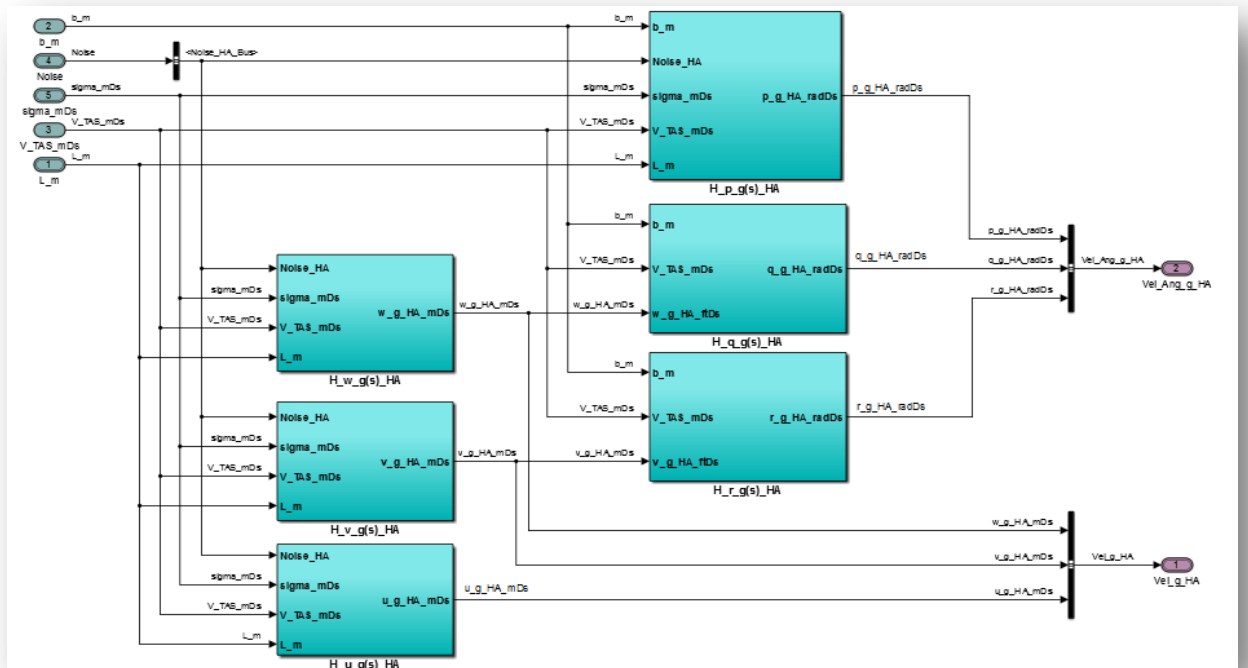 b_m
b_m
2
b_m
b_m
Noise
<Noise_HA_Bus>
4
Noise_HA
Noise
sigma_mDs
sigma_mDs
5
sigma_mDs
p_g_HA_radDs
p_g_HA_radDs
sigma_mDs
V_TAS_mDs
V_TAS_mDs
3
V_TAS_mDs
V_TAS_mDs
L_m
L_m
1
L_m
L_m
H_p_g(s)_HA
b_m
b_m
V_TAS_mDs
V_TAS_mDs
q_g_HA_radDs
q_g_HA_radDs
w_g_HA_mDs
w_g_HA_ftDs
H_q_g(s)_HA
p_g_HA_radDs
q_g_HA_radDs
Vel_Ang_g_HA
2
Vel_Ang_g_HA
r_g_HA_radDs
Noise_HA
sigma_mDs
sigma_mDs
w_g_HA_mDs
w_g_HA_mDs
V_TAS_mDs
V_TAS_mDs
L_m
H_w_g(s)_HA
b_m
b_m
V_TAS_mDs
V_TAS_mDs
r_g_HA_radDs
r_g_HA_radDs
v_g_HA_mDs
v_g_HA_ftDs
H_r_g(s)_HA
Noise_HA
sigma_mDs
sigma_mDs
v_g_HA_mDs
v_g_HA_mDs
V_TAS_mDs
V_TAS_mDs
L_m
H_v_g(s)_HA
w_g_HA_mDs
v_g_HA_mDs
Vel_g_HA
1
Vel_g_HA
u_g_HA_mDs
Noise_HA
sigma_mDs
sigma_mDs
u_g_HA_mDs
u_g_HA_mDs
V_TAS_mDs
V_TAS_mDs
L_m
L_m
H_u_g(s)_HA